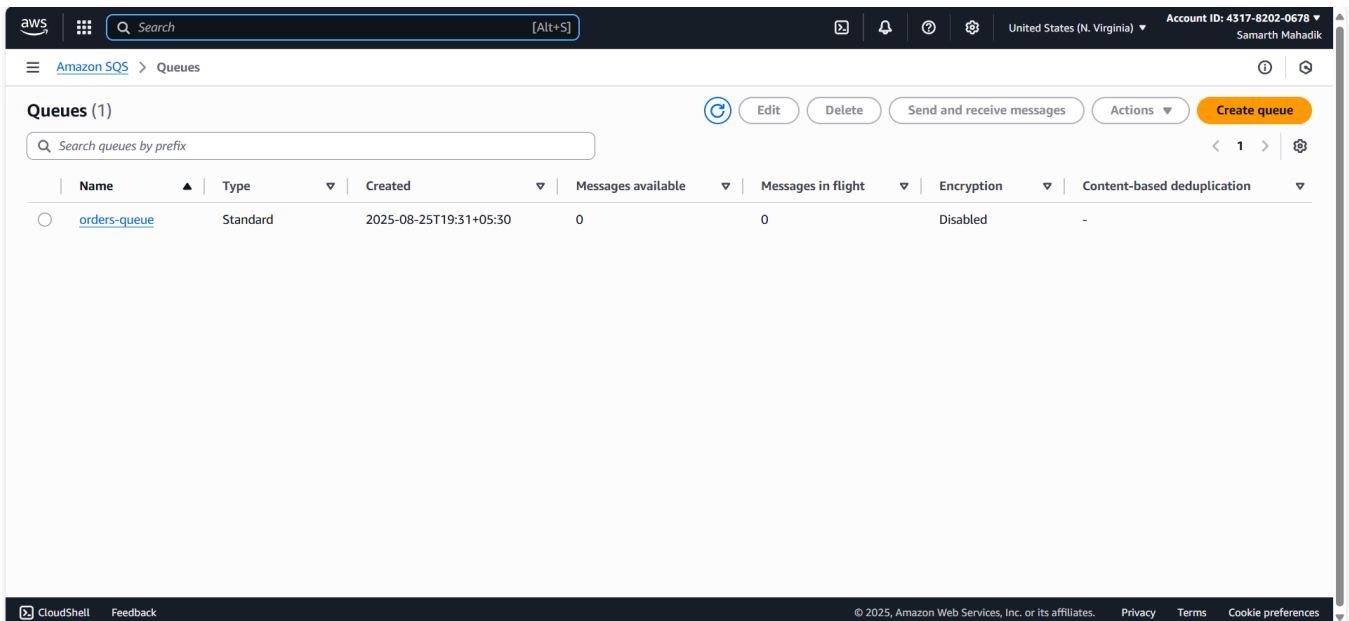 aws
Search [Alt+S]
United States (N. Virginia)
Account ID: 4317-8202-0678
Samarth Mahadik
Amazon SQS > Queues
Queues (1)
Edit Delete Send and receive messages Actions Create queue
Search queues by prefix
1
Name Type Created Messages available Messages in flight Encryption Content-based deduplication
orders-queue Standard 2025-08-25T19:31+05:30 0 0 Disabled -
CloudShell Feedback © 2025, Amazon Web Services, Inc. or its affiliates. Privacy Terms Cookie preferences